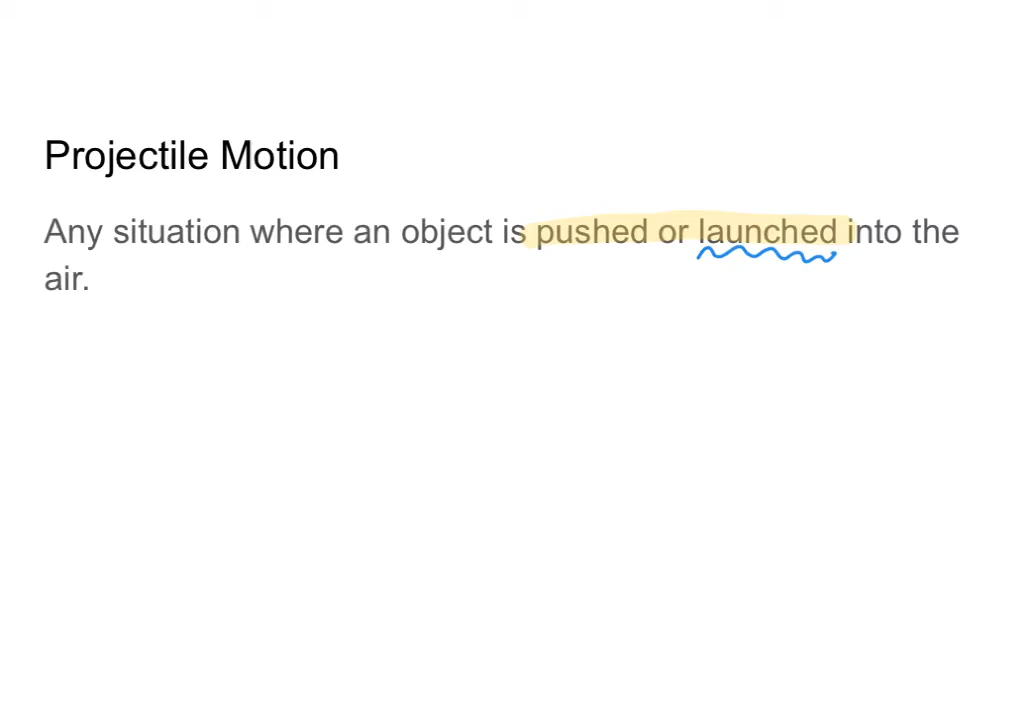 Projectile Motion
Any situation where an object is pushed or launched into the
air.